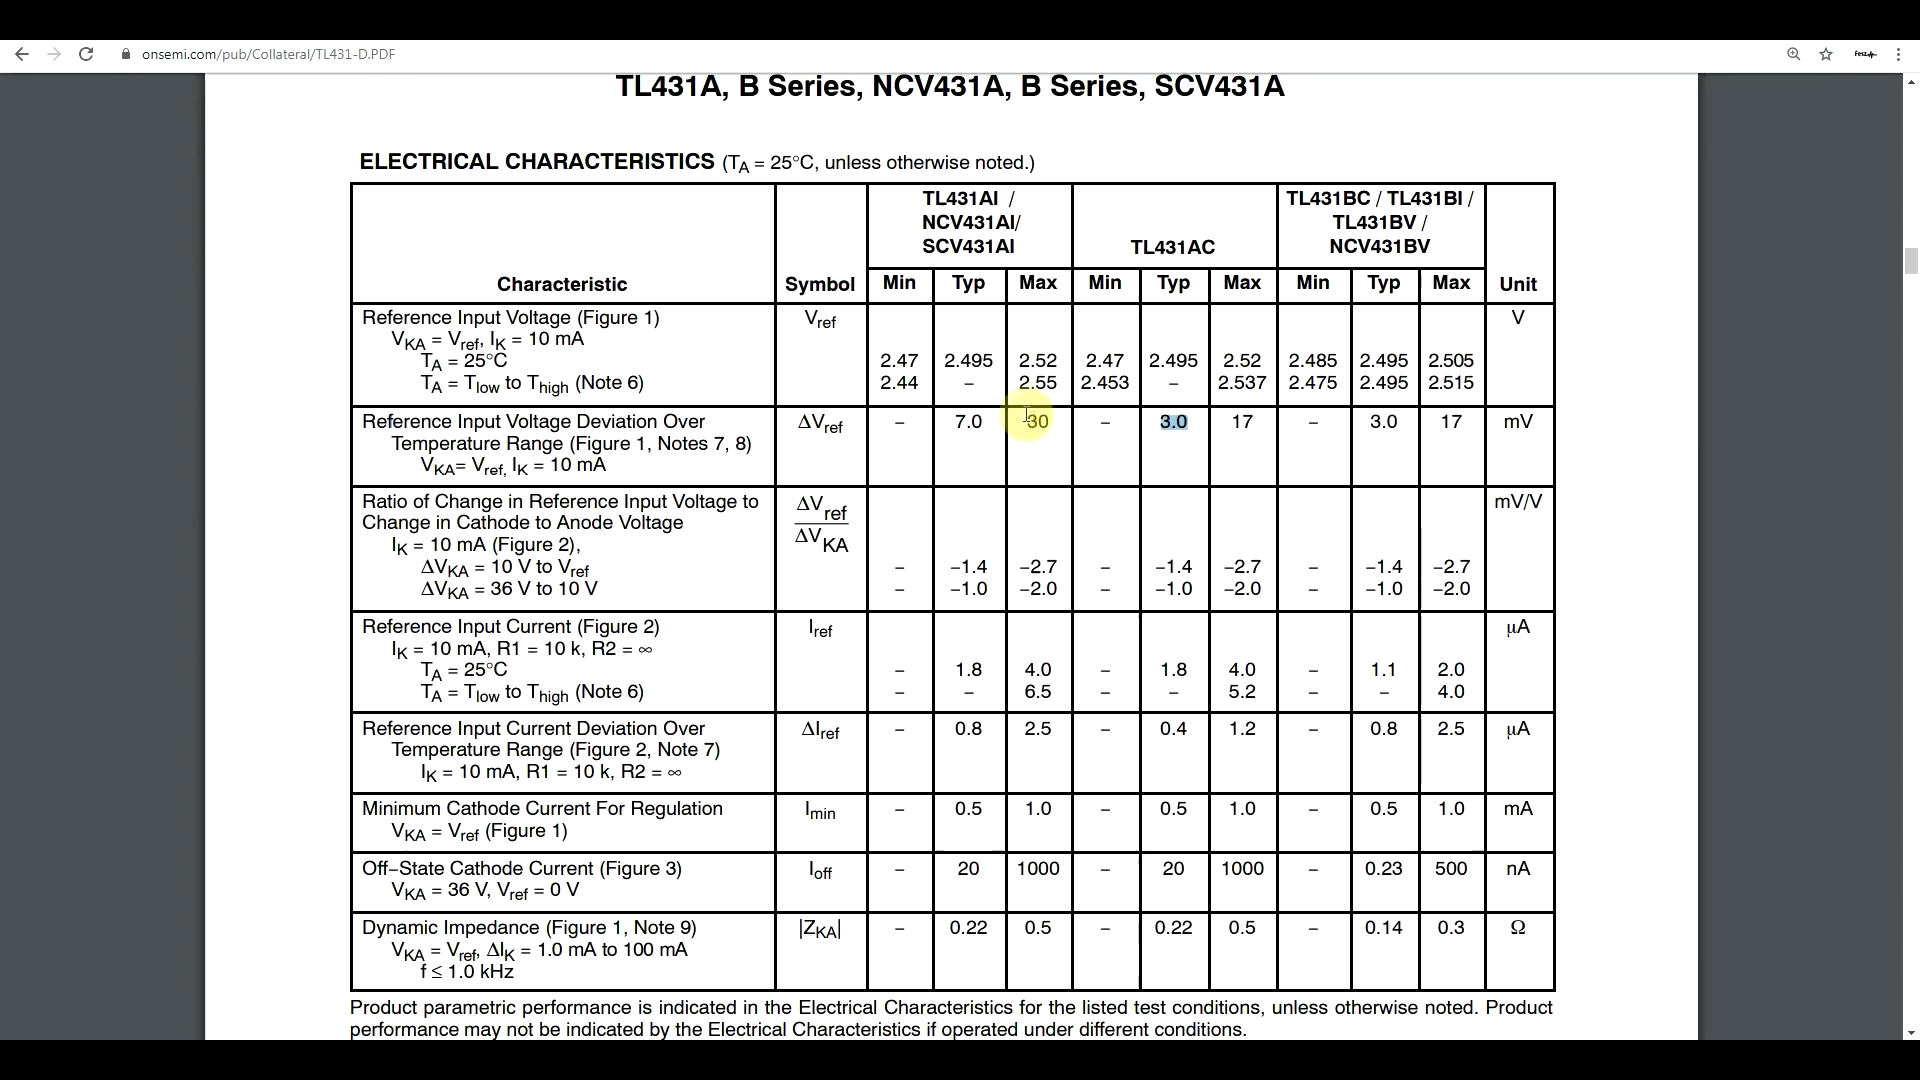 onsemi.com/pub/Collateral/TL431-D.PDF
fesz
TL431A, B Series, NCV431A, B Series, SCV431A
ELECTRICAL CHARACTERISTICS (TA = 25°C, unless otherwise noted.)
TL431AI / NCV431AI/ SCV431AI TL431AC TL431BC / TL431BI / TL431BV / NCV431BV
Characteristic Symbol Min Typ Max Min Typ Max Min Typ Max Unit
Reference Input Voltage (Figure 1) Vref V
VKA = Vref, IK = 10 mA
TA = 25°C 2.47 2.495 2.52 2.47 2.495 2.52 2.485 2.495 2.505
TA = Tlow to Thigh (Note 6) 2.44 – 2.55 2.453 – 2.537 2.475 2.495 2.515
Reference Input Voltage Deviation Over ΔVref – 7.0 30 – 3.0 17 – 3.0 17 mV
Temperature Range (Figure 1, Notes 7, 8)
VKA= Vref, IK = 10 mA
Ratio of Change in Reference Input Voltage to ΔVref mV/V
Change in Cathode to Anode Voltage ΔVKA
IK = 10 mA (Figure 2),
ΔVKA = 10 V to Vref – −1.4 −2.7 – −1.4 −2.7 – −1.4 −2.7
ΔVKA = 36 V to 10 V – −1.0 −2.0 – −1.0 −2.0 – −1.0 −2.0
Reference Input Current (Figure 2) Iref μA
IK = 10 mA, R1 = 10 k, R2 = ∞
TA = 25°C – 1.8 4.0 – 1.8 4.0 – 1.1 2.0
TA = Tlow to Thigh (Note 6) – – 6.5 – – 5.2 – – 4.0
Reference Input Current Deviation Over ΔIref – 0.8 2.5 – 0.4 1.2 – 0.8 2.5 μA
Temperature Range (Figure 2, Note 7)
IK = 10 mA, R1 = 10 k, R2 = ∞
Minimum Cathode Current For Regulation Imin – 0.5 1.0 – 0.5 1.0 – 0.5 1.0 mA
VKA = Vref (Figure 1)
Off−State Cathode Current (Figure 3) Ioff – 20 1000 – 20 1000 – 0.23 500 nA
VKA = 36 V, Vref = 0 V
Dynamic Impedance (Figure 1, Note 9) |ZKA| – 0.22 0.5 – 0.22 0.5 – 0.14 0.3 Ω
VKA = Vref, ΔIK = 1.0 mA to 100 mA
f ≤ 1.0 kHz
Product parametric performance is indicated in the Electrical Characteristics for the listed test conditions, unless otherwise noted. Product
performance may not be indicated by the Electrical Characteristics if operated under different conditions.